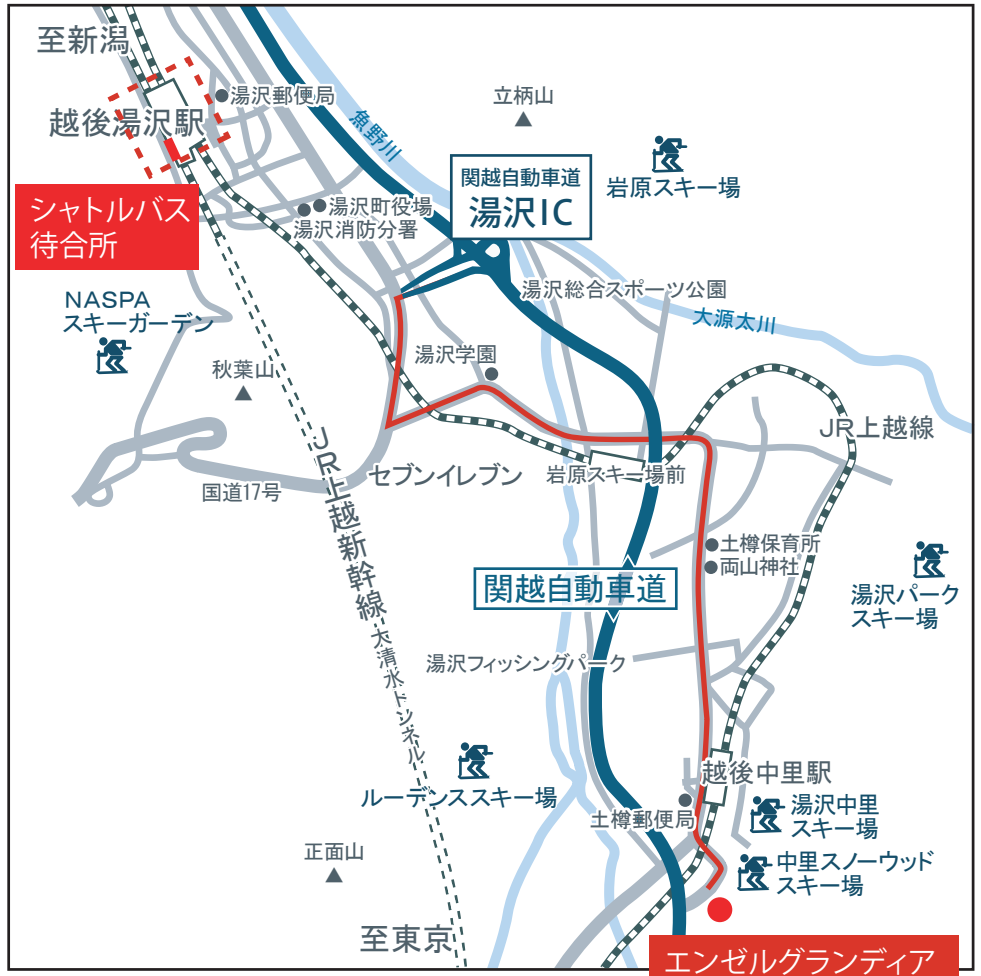 至新潟
越後湯沢駅
湯沢郵便局
立柄山
魚野川
シャトルバス
待合所
湯沢町役場
湯沢消防分署
関越自動車道
湯沢IC
岩原スキー場
NASPA
スキーガーデン
秋葉山
湯沢総合スポーツ公園
大源太川
湯沢学園
JR上越線
国道17号
セブンイレブン
岩原スキー場前
JR上越新幹線
大清水トンネル
土樽保育所
両山神社
関越自動車道
湯沢パーク
スキー場
湯沢フィッシングパーク
ルーデンススキー場
越後中里駅
土樽郵便局
湯沢中里
スキー場
中里スノーウッド
スキー場
正面山
至東京
エンゼルグランディア